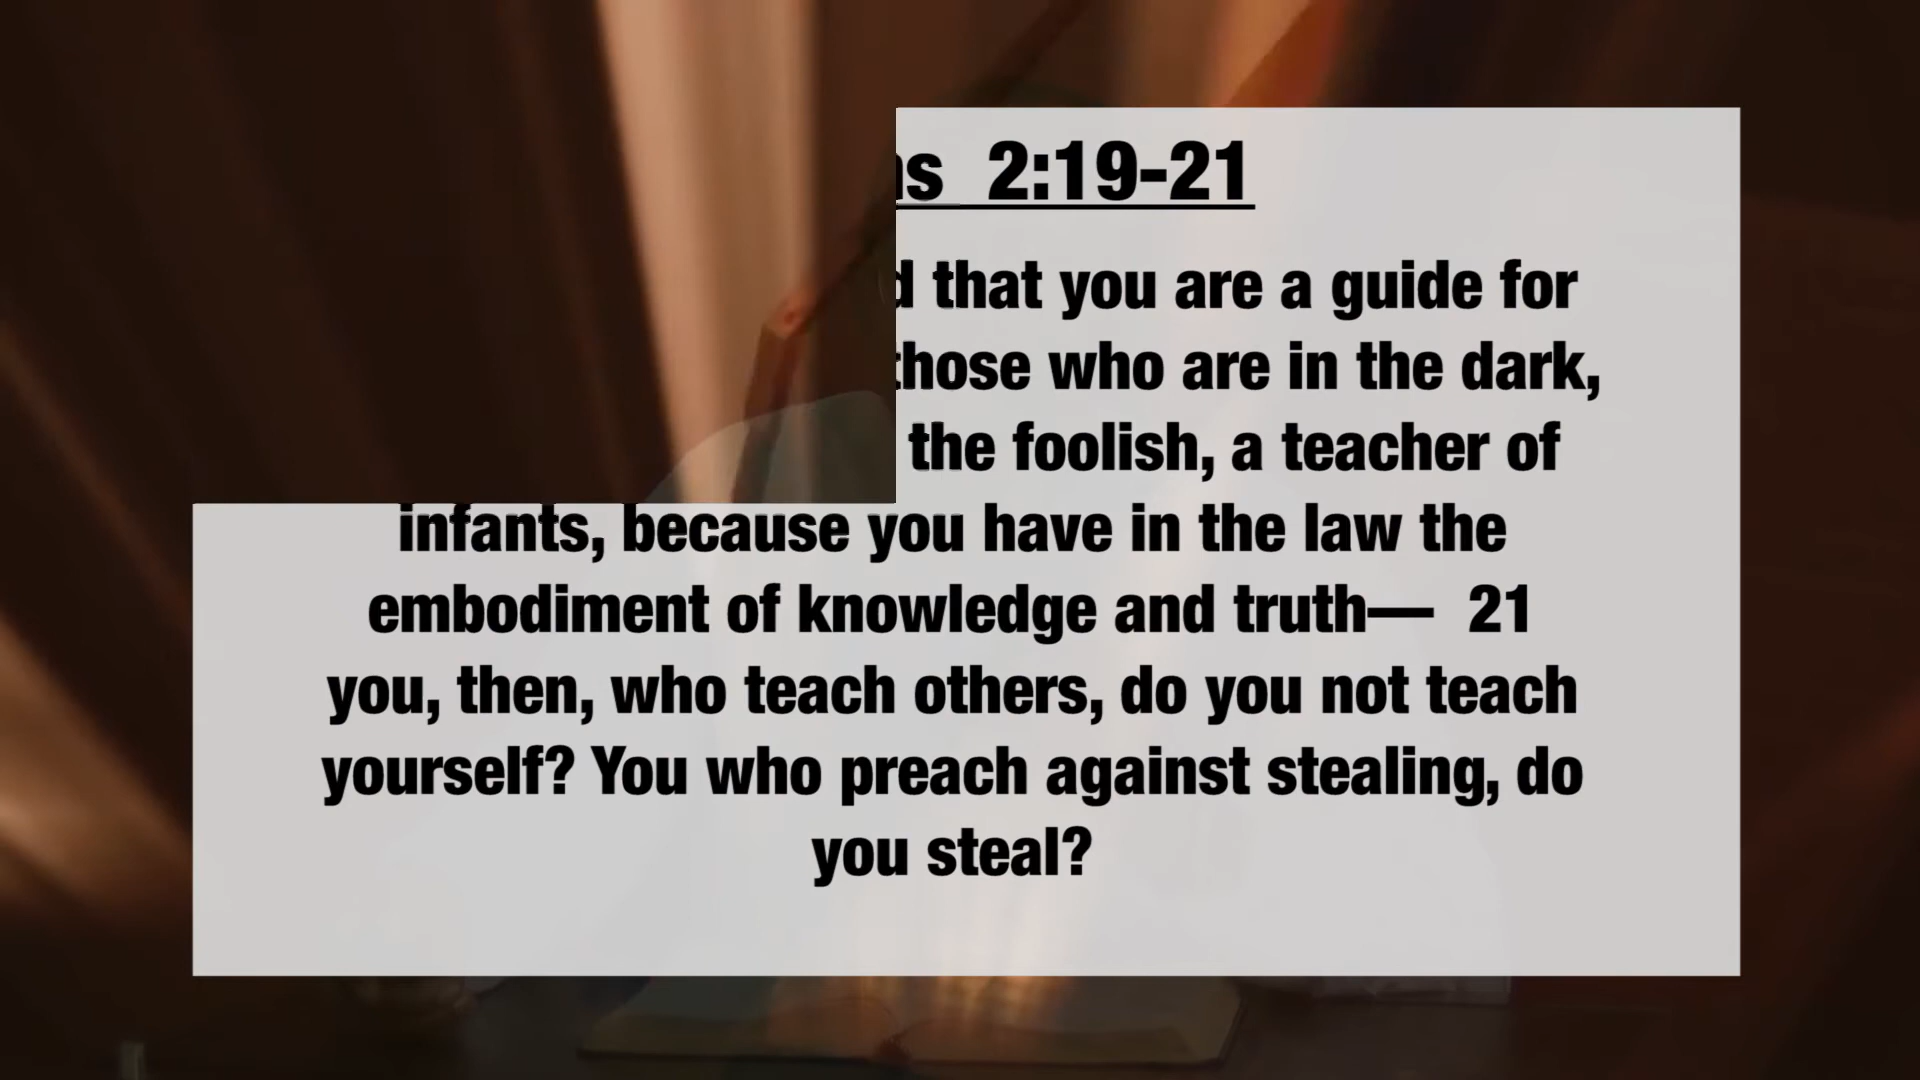 2:19-21
that you are a guide for
those who are in the dark,
the foolish, a teacher of
infants, because you have in the law the
embodiment of knowledge and truth— 21
you, then, who teach others, do you not teach
yourself? You who preach against stealing, do
you steal?